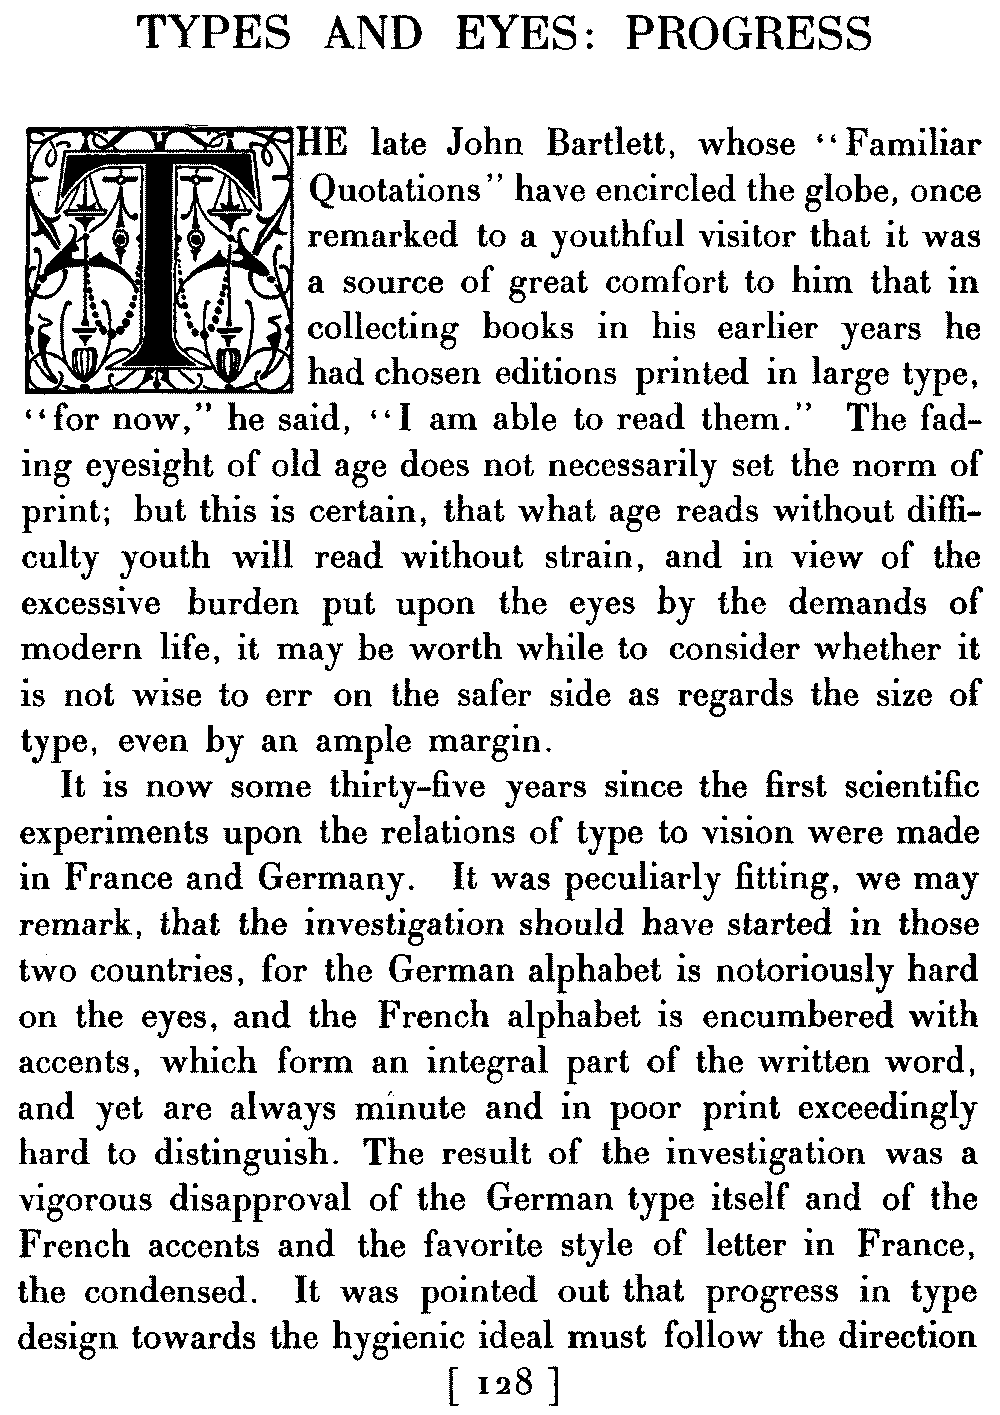 TYPES AND EYES: PROGRESS
THE late John Bartlett, whose “Familiar
Quotations” have encircled the globe, once
remarked to a youthful visitor that it was
a source of great comfort to him that in
collecting books in his earlier years he
had chosen editions printed in large type,
“for now,” he said, “I am able to read them.” The fad-
ing eyesight of old age does not necessarily set the norm of
print; but this is certain, that what age reads without diffi-
culty youth will read without strain, and in view of the
excessive burden put upon the eyes by the demands of
modern life, it may be worth while to consider whether it
is not wise to err on the safer side as regards the size of
type, even by an ample margin.
It is now some thirty-five years since the first scientific
experiments upon the relations of type to vision were made
in France and Germany. It was peculiarly fitting, we may
remark, that the investigation should have started in those
two countries, for the German alphabet is notoriously hard
on the eyes, and the French alphabet is encumbered with
accents, which form an integral part of the written word,
and yet are always minute and in poor print exceedingly
hard to distinguish. The result of the investigation was a
vigorous disapproval of the German type itself and of the
French accents and the favorite style of letter in France,
the condensed. It was pointed out that progress in type
design towards the hygienic ideal must follow the direction
[ 128 ]